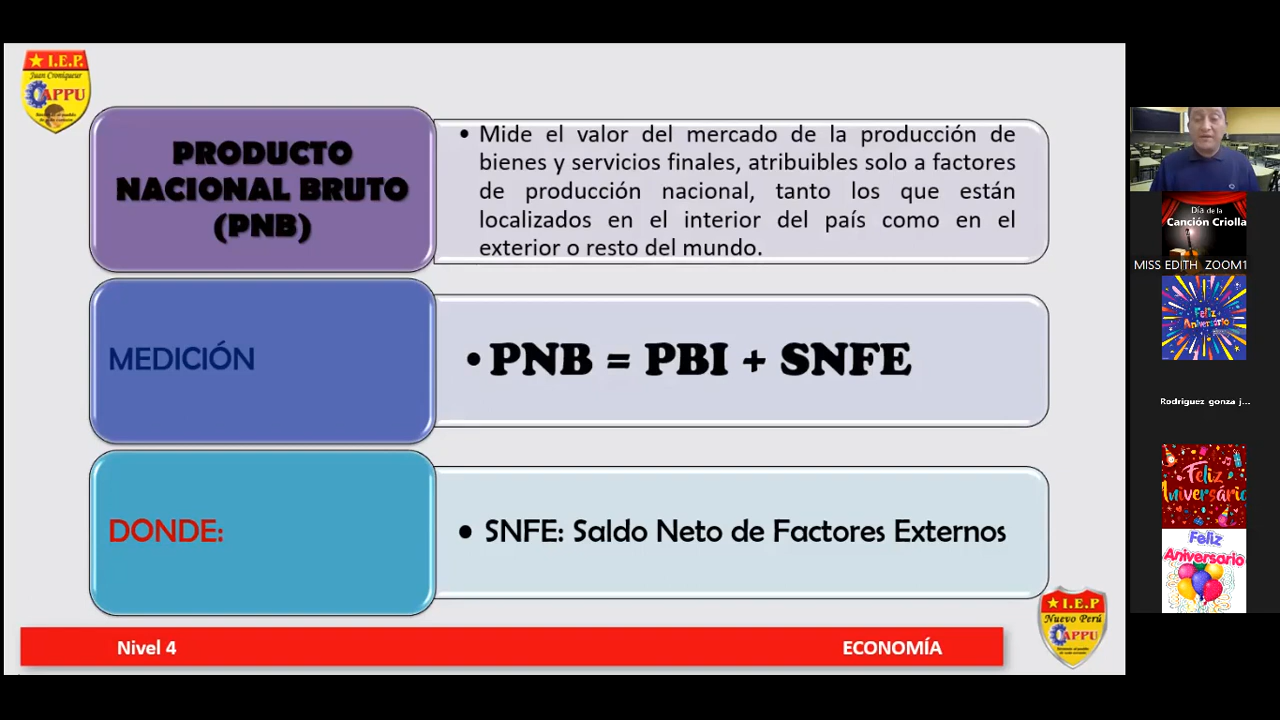 ★ I.E.P.
Juan Croniqueur
APPU
PRODUCTO
NACIONAL BRUTO
(PNB)
• Mide el valor del mercado de la producción de
bienes y servicios finales, atribuibles solo a factores
de producción nacional, tanto los que están
localizados en el interior del país como en el
exterior o resto del mundo.
MEDICIÓN
•PNB = PBI + SNFE
DONDE:
• SNFE: Saldo Neto de Factores Externos
★ I.E.P
Nuevo Perú
APPU
Nivel 4
ECONOMÍA
Día de la
Canción Criolla
MISS EDITH ZOOM1
Feliz
Aniversário
Rodriguez gonza j...
Feliz
Aniversário
Feliz
Aniversario